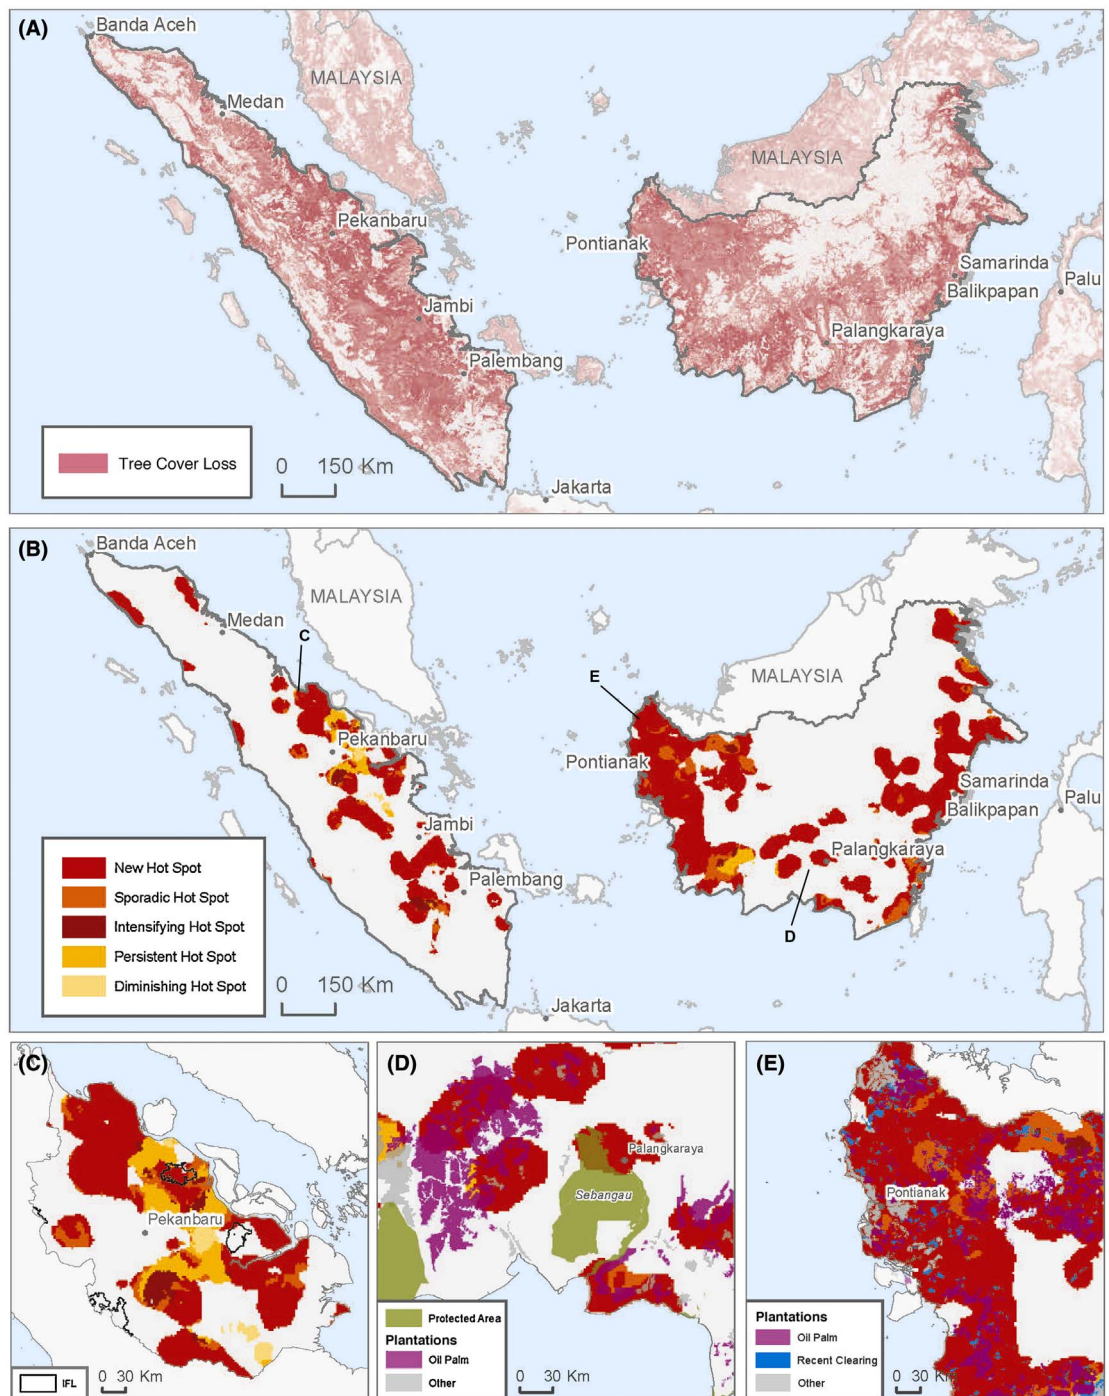 (A)
Banda Aceh
MALAYSIA
Medan
MALAYSIA
Pekanbaru
Pontianak
Samarinda
Balikpapan
Palu
Jambi
Palangkaraya
Palembang
Tree Cover Loss
0 150 Km
Jakarta
(B)
Banda Aceh
MALAYSIA
Medan
C
E
MALAYSIA
Pekanbaru
Pontianak
Samarinda
Balikpapan
Palu
Jambi
Palangkaraya
Palembang
D
New Hot Spot
Sporadic Hot Spot
Intensifying Hot Spot
Persistent Hot Spot
Diminishing Hot Spot
0 150 Km
Jakarta
(C)
Pekanbaru
IFL
0 30 Km
(D)
Palangkaraya
Sebangau
Protected Area
Plantations
Oil Palm
Other
0 30 Km
(E)
Pontianak
Plantations
Oil Palm
Recent Clearing
Other
0 30 Km